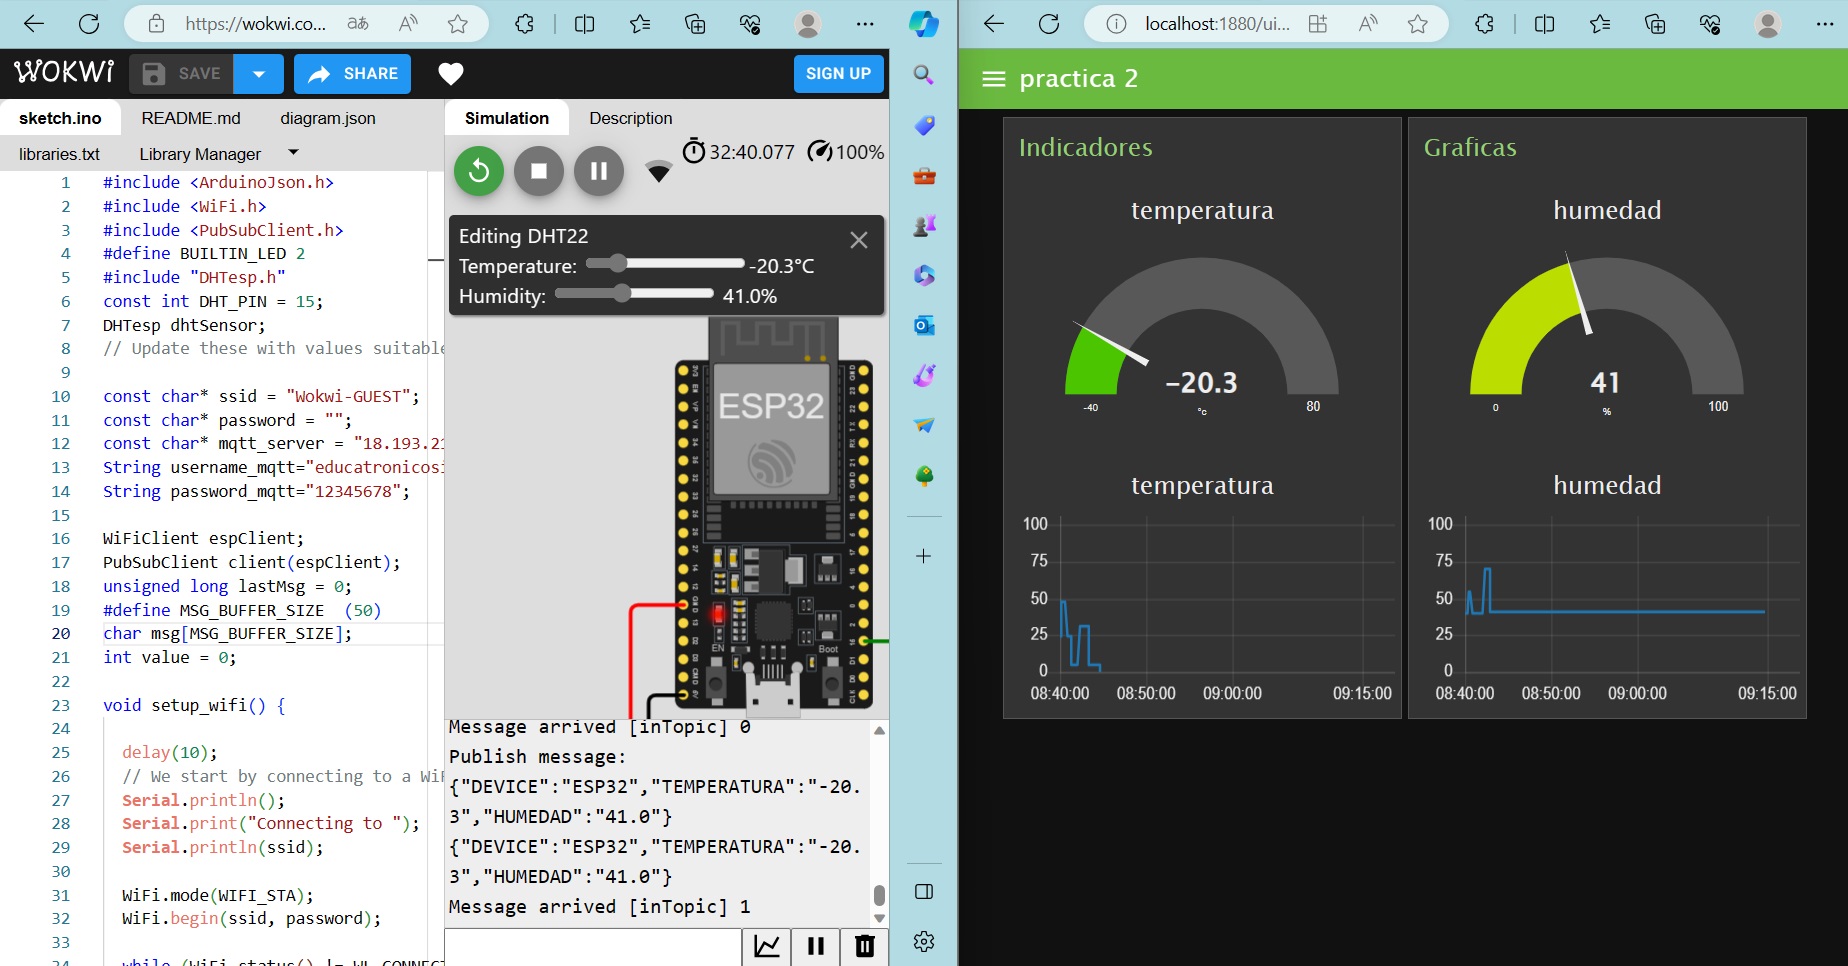 https://wokwi.co...
WOKWI
SAVE
SHARE
SIGN UP
sketch.ino
README.md
diagram.json
libraries.txt
Library Manager
1 #include <ArduinoJson.h>
2 #include <WiFi.h>
3 #include <PubSubClient.h>
4 #define BUILTIN_LED 2
5 #include "DHTesp.h"
6 const int DHT_PIN = 15;
7 DHTesp dhtSensor;
8 // Update these with values suitable
9
10 const char* ssid = "Wokwi-GUEST";
11 const char* password = "";
12 const char* mqtt_server = "18.193.21
13 String username_mqtt="educatronicosi
14 String password_mqtt="12345678";
15
16 WiFiClient espClient;
17 PubSubClient client(espClient);
18 unsigned long lastMsg = 0;
19 #define MSG_BUFFER_SIZE  (50)
20 char msg[MSG_BUFFER_SIZE];
21 int value = 0;
22
23 void setup_wifi() {
24
25 delay(10);
26 // We start by connecting to a WiF
27 Serial.println();
28 Serial.print("Connecting to ");
29 Serial.println(ssid);
30
31 WiFi.mode(WIFI_STA);
32 WiFi.begin(ssid, password);
33
34 while (WiFi.status() != WL_CONNECT
Simulation
Description
32:40.077
100%
Editing DHT22
Temperature: -20.3°C
Humidity: 41.0%
ESP32
EN
Boot
Message arrived [inTopic] 0
Publish message:
{"DEVICE":"ESP32","TEMPERATURA":"-20.
3","HUMEDAD":"41.0"}
{"DEVICE":"ESP32","TEMPERATURA":"-20.
3","HUMEDAD":"41.0"}
Message arrived [inTopic] 1
localhost:1880/ui...
practica 2
Indicadores
temperatura
-20.3
-40
°c
80
temperatura
100
75
50
25
0
08:40:00 08:50:00 09:00:00 09:15:00
Graficas
humedad
41
0
%
100
humedad
100
75
50
25
0
08:40:00 08:50:00 09:00:00 09:15:00